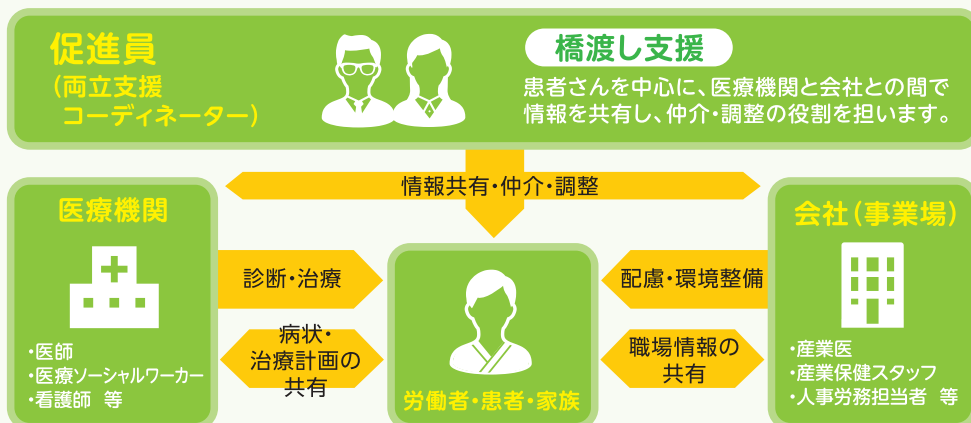 促進員
(両立支援
コーディネーター)
橋渡し支援
患者さんを中心に、医療機関と会社との間で
情報を共有し、仲介・調整の役割を担います。
情報共有・仲介・調整
医療機関
・医師
・医療ソーシャルワーカー
・看護師 等
診断・治療
病状・
治療計画の
共有
労働者・患者・家族
配慮・環境整備
職場情報の
共有
会社(事業場)
・産業医
・産業保健スタッフ
・人事労務担当者 等